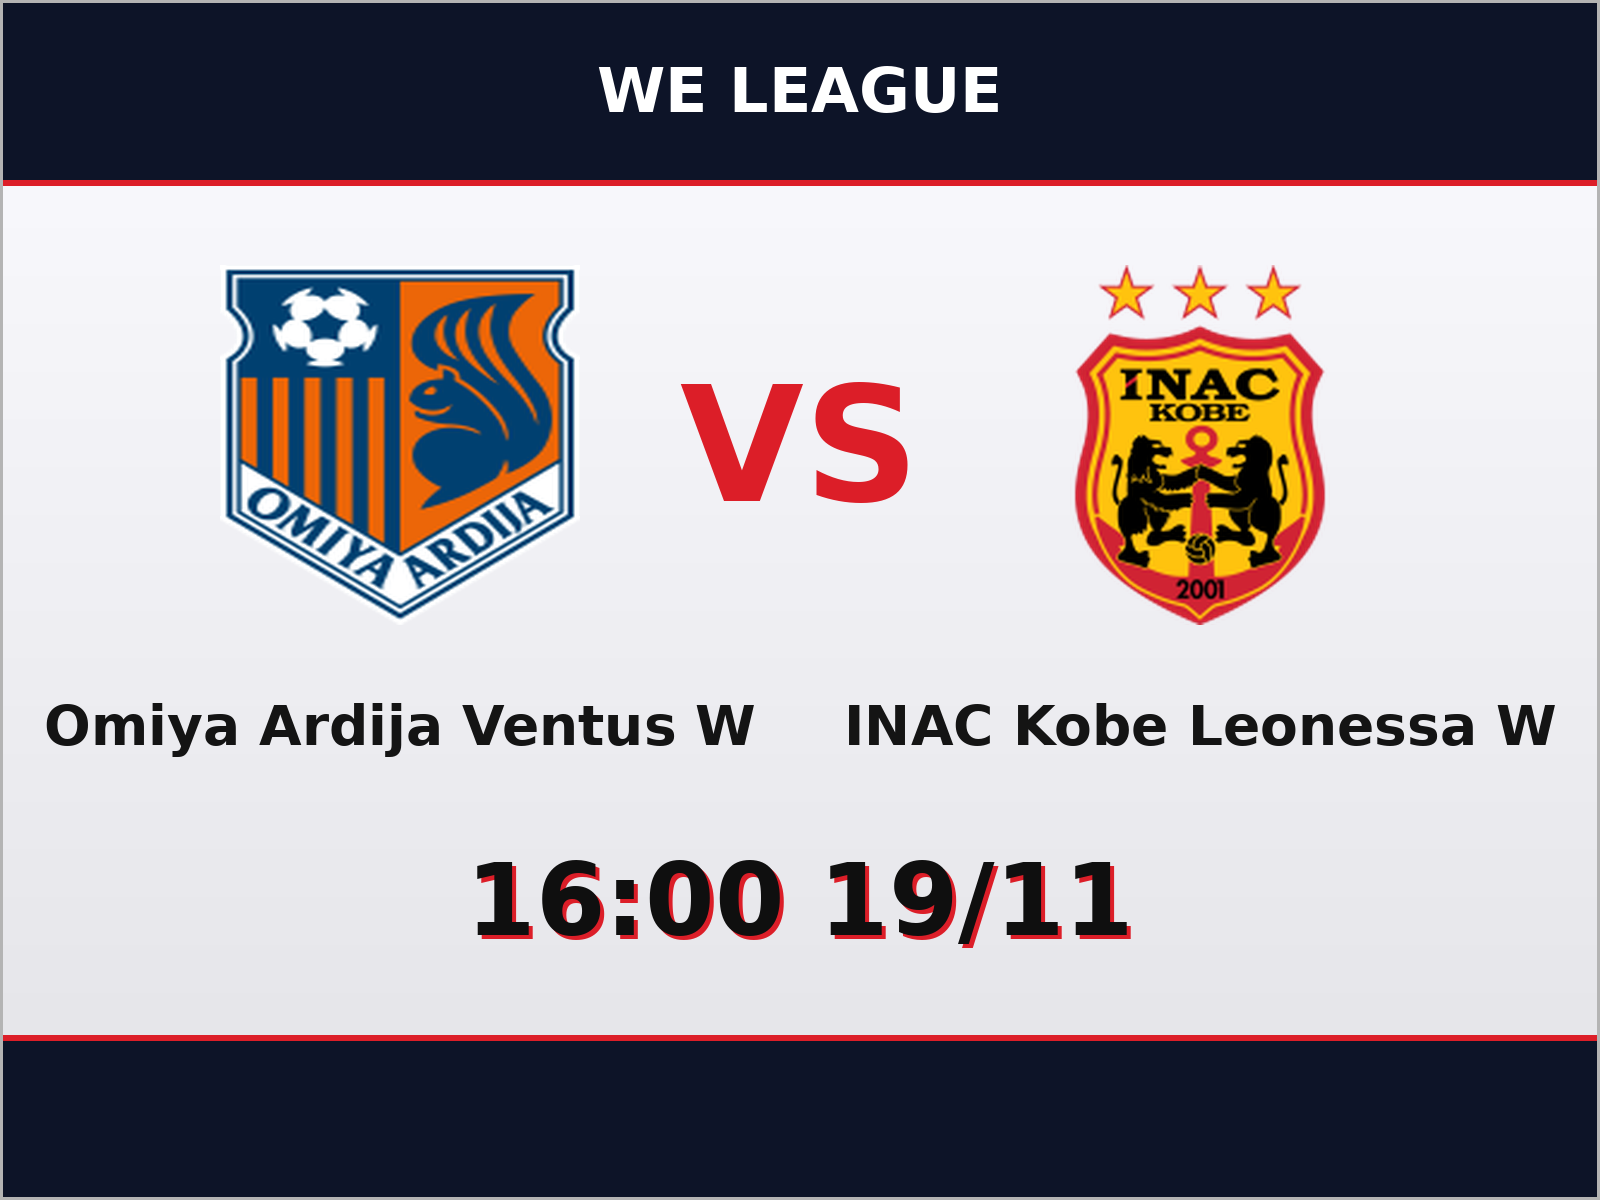 WE LEAGUE
OMIYA ARDIJA
INAC
KOBE
2001
VS
Omiya Ardija Ventus W
INAC Kobe Leonessa W
16:00 19/11